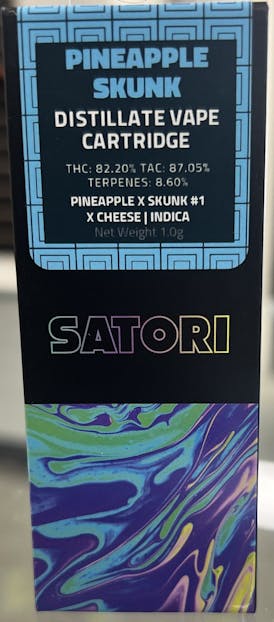 PINEAPPLE
SKUNK
DISTILLATE VAPE
CARTRIDGE
THC: 82.20% TAC: 87.05%
TERPENES: 8.60%
PINEAPPLE X SKUNK #1
X CHEESE | INDICA
Net Weight 1.0g
SATORI